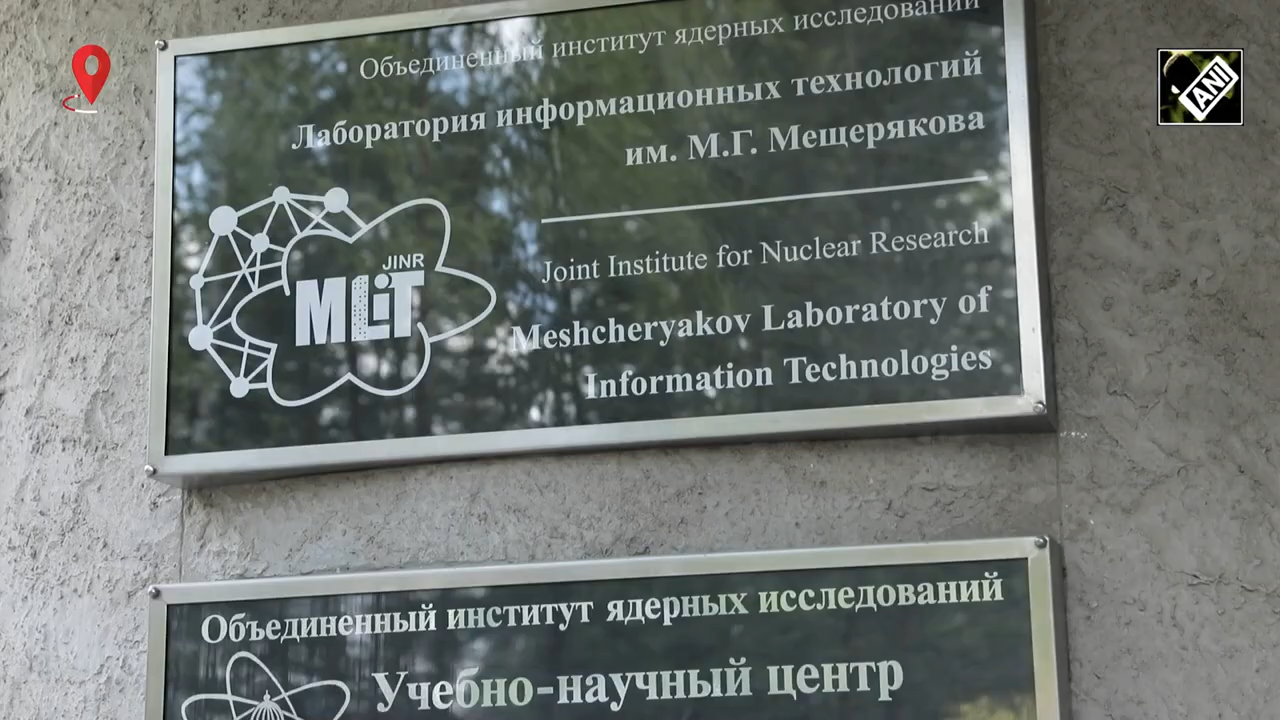 Объединенный институт ядерных исследований
Лаборатория информационных технологий
им. М.Г. Мещерякова
Joint Institute for Nuclear Research
Meshcheryakov Laboratory of
Information Technologies
JINR
MLiT
ANI
Объединенный институт ядерных исследований
Учебно-научный центр